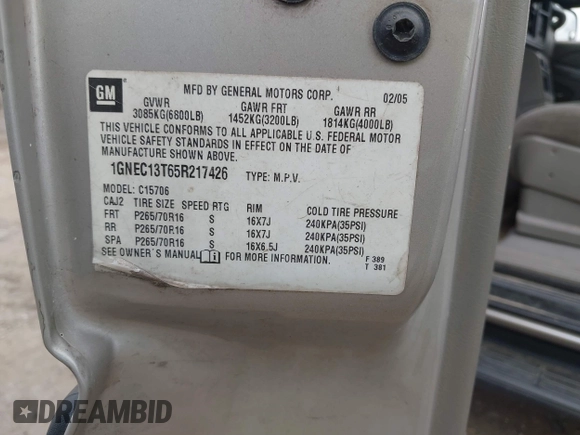 GM
MFD BY GENERAL MOTORS CORP. 02/05
GVWR GAWR FRT GAWR RR
3085KG(6800LB) 1452KG(3200LB) 1814KG(4000LB)
THIS VEHICLE CONFORMS TO ALL APPLICABLE U.S. FEDERAL MOTOR
VEHICLE SAFETY STANDARDS IN EFFECT ON THE DATE OF
MANUFACTURE SHOWN ABOVE.
1GNEC13T65R217426 TYPE: M.P.V.
MODEL: C15706
CAJ2 TIRE SIZE SPEED RTG RIM COLD TIRE PRESSURE
FRT P265/70R16 S 16X7J 240KPA(35PSI)
RR P265/70R16 S 16X7J 240KPA(35PSI)
SPA P265/70R16 S 16X6.5J 240KPA(35PSI)
SEE OWNER'S MANUAL FOR MORE INFORMATION. F 389
T 381
DREAMBID